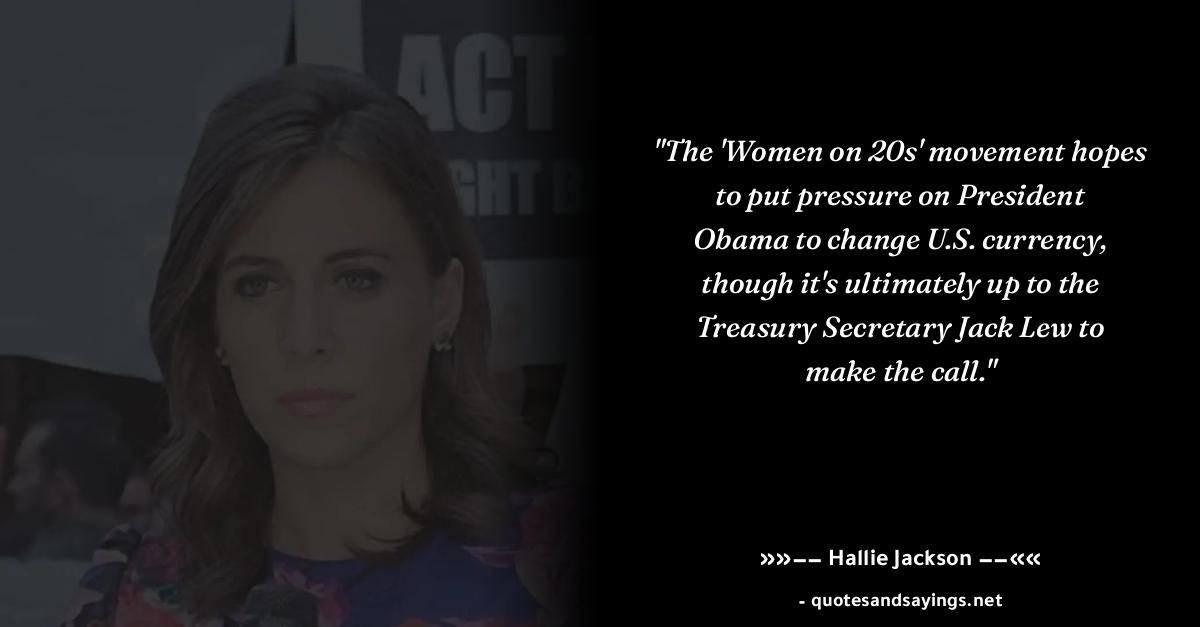 ACT
GHT
"The 'Women on 20s' movement hopes
to put pressure on President
Obama to change U.S. currency,
though it's ultimately up to the
Treasury Secretary Jack Lew to
make the call."
»»−− Hallie Jackson −−««
- quotesandsayings.net